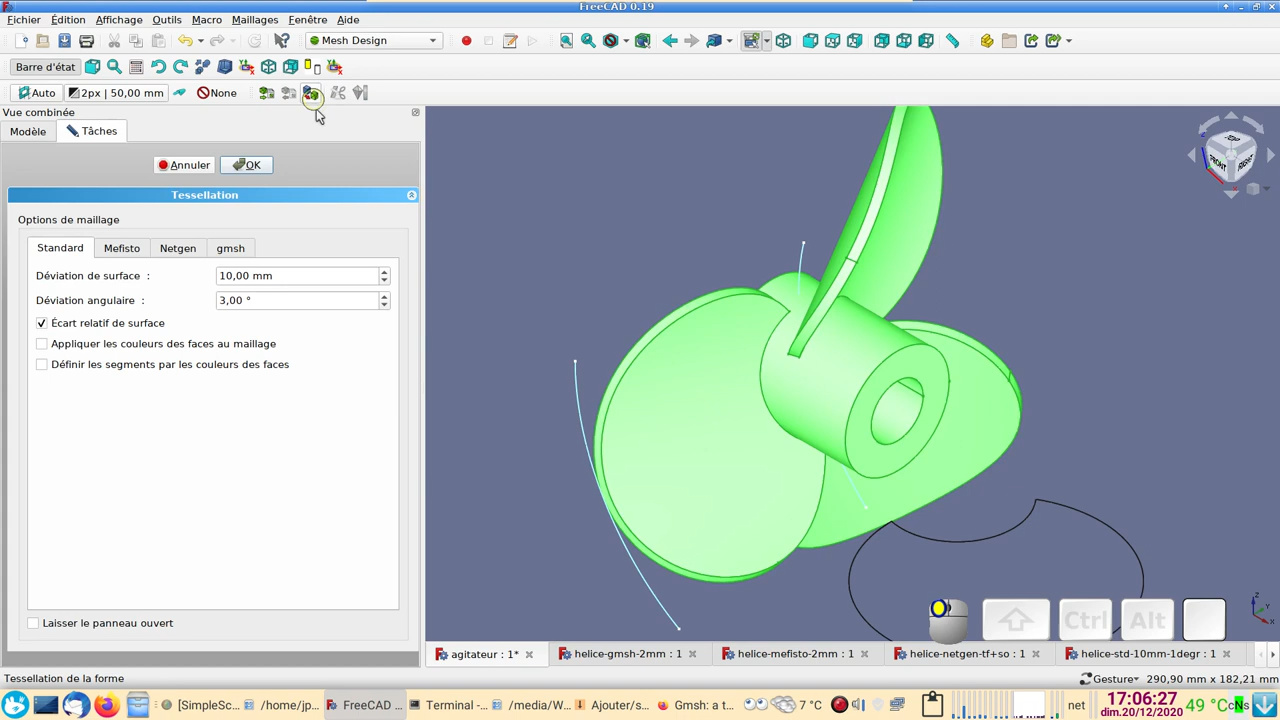 FreeCAD 0.19
Fichier Édition Affichage Outils Macro Maillages Fenêtre Aide
Mesh Design
Barre d'état
Auto 2px | 50,00 mm None
Vue combinée
Modèle Tâches
Annuler OK
Tessellation
Options de maillage
Standard Mefisto Netgen gmsh
Déviation de surface : 10,00 mm
Déviation angulaire : 3,00 °
Écart relatif de surface
Appliquer les couleurs des faces au maillage
Définir les segments par les couleurs des faces
Laisser le panneau ouvert
TOP
FRONT
RIGHT
Ctrl Alt
agitateur : 1* helice-gmsh-2mm : 1 helice-mefisto-2mm : 1 helice-netgen-tf+so : 1 helice-std-10mm-1degr : 1
Tessellation de la forme Gesture 290,90 mm x 182,21 mm
[SimpleSc... /home/jp... FreeCAD ... Terminal -... /media/W... Ajouter/s... Gmsh: a t... 7 °C net 17:06:27 dim.20/12/2020 49 °C cNs